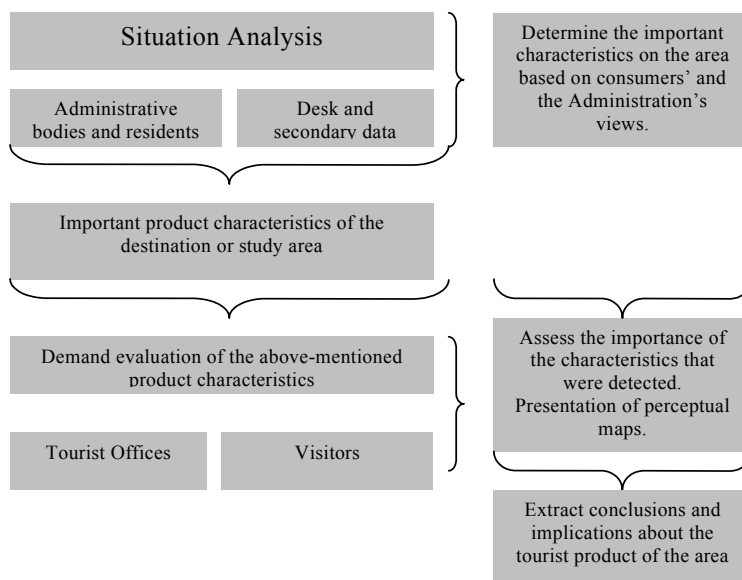 Situation Analysis
Administrative
bodies and residents
Desk and
secondary data
Determine the important
characteristics on the area
based on consumers' and
the Administration's
views.
Important product characteristics of the
destination or study area
Demand evaluation of the above-mentioned
product characteristics
Tourist Offices
Visitors
Assess the importance of
the characteristics that
were detected.
Presentation of perceptual
maps.
Extract conclusions and
implications about the
tourist product of the area